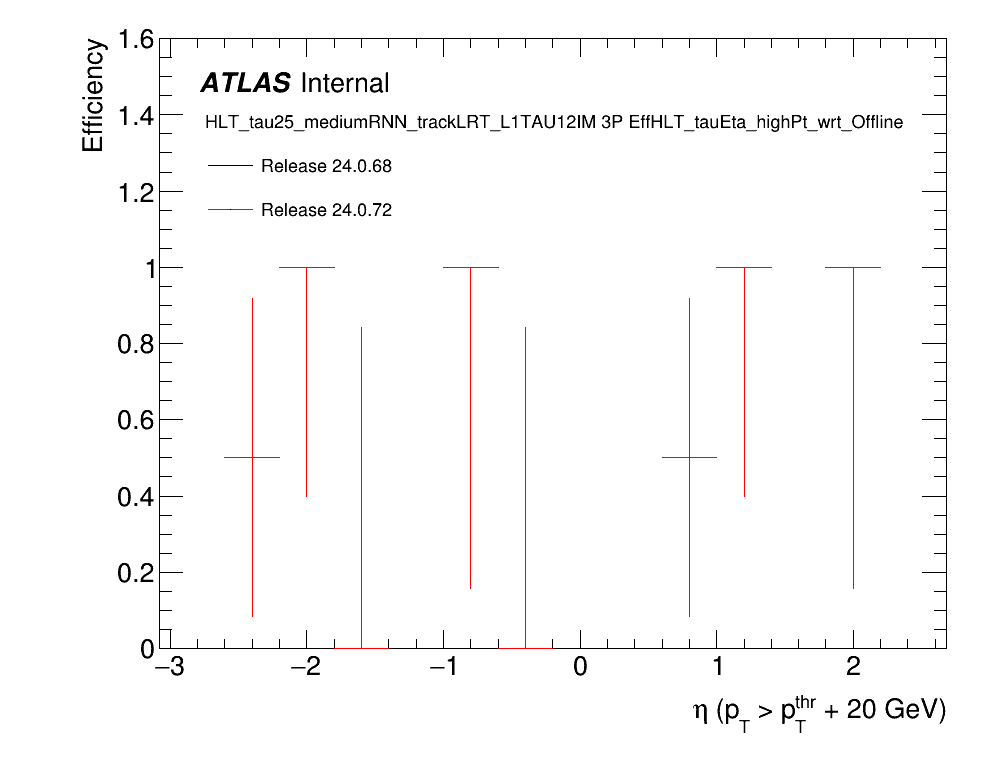 1.6
1.4
1.2
1
0.8
0.6
0.4
0.2
0
Efficiency
ATLAS Internal
HLT_tau25_mediumRNN_trackLRT_L1TAU12IM 3P EffHLT_tauEta_highPt_wrt_Offline
Release 24.0.68
Release 24.0.72
−3 −2 −1 0 1 2
η (p_T > p_T^thr + 20 GeV)